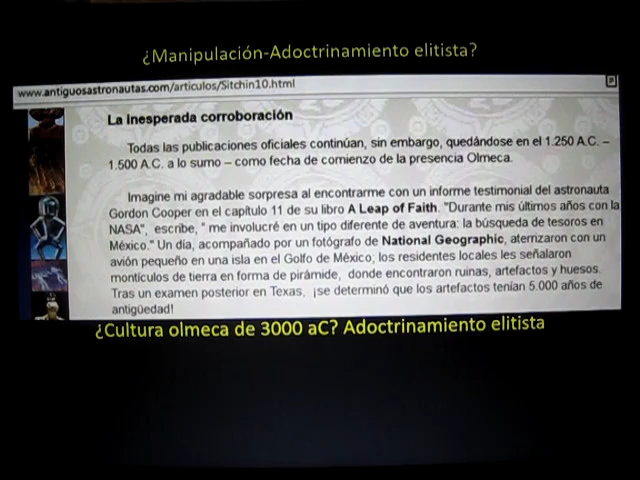 ¿Manipulación-Adoctrinamiento elitista?
www.antiguosastronautas.com/articulos/Sitchin10.html
La inesperada corroboración
Todas las publicaciones oficiales continúan, sin embargo, quedándose en el 1.250 A.C. –
1.500 A.C. a lo sumo – como fecha de comienzo de la presencia Olmeca.
Imagine mi agradable sorpresa al encontrarme con un informe testimonial del astronauta
Gordon Cooper en el capítulo 11 de su libro A Leap of Faith. "Durante mis últimos años con la
NASA", escribe, " me involucré en un tipo diferente de aventura: la búsqueda de tesoros en
México." Un día, acompañado por un fotógrafo de National Geographic, aterrizaron con un
avión pequeño en una isla en el Golfo de México; los residentes locales les señalaron
montículos de tierra en forma de pirámide, donde encontraron ruinas, artefactos y huesos.
Tras un examen posterior en Texas, ¡se determinó que los artefactos tenían 5.000 años de
antigüedad!
¿Cultura olmeca de 3000 aC? Adoctrinamiento elitista